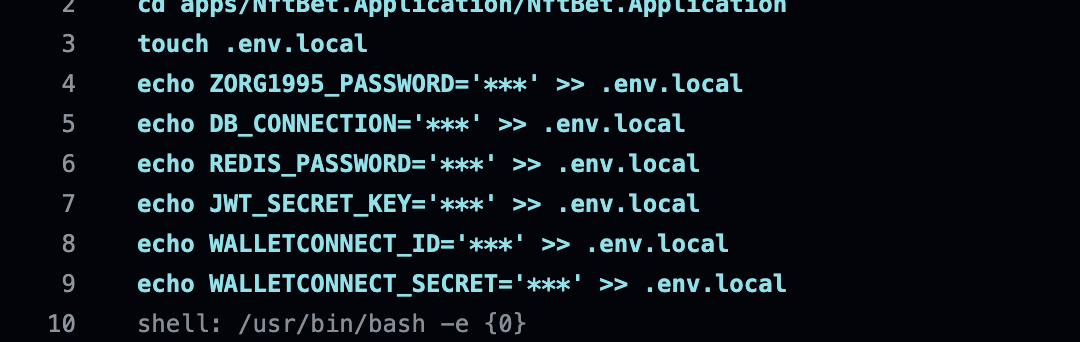 2 cd apps/NftBet.Application/NftBet.Application
3 touch .env.local
4 echo ZORG1995_PASSWORD='***' >> .env.local
5 echo DB_CONNECTION='***' >> .env.local
6 echo REDIS_PASSWORD='***' >> .env.local
7 echo JWT_SECRET_KEY='***' >> .env.local
8 echo WALLETCONNECT_ID='***' >> .env.local
9 echo WALLETCONNECT_SECRET='***' >> .env.local
10 shell: /usr/bin/bash -e {0}